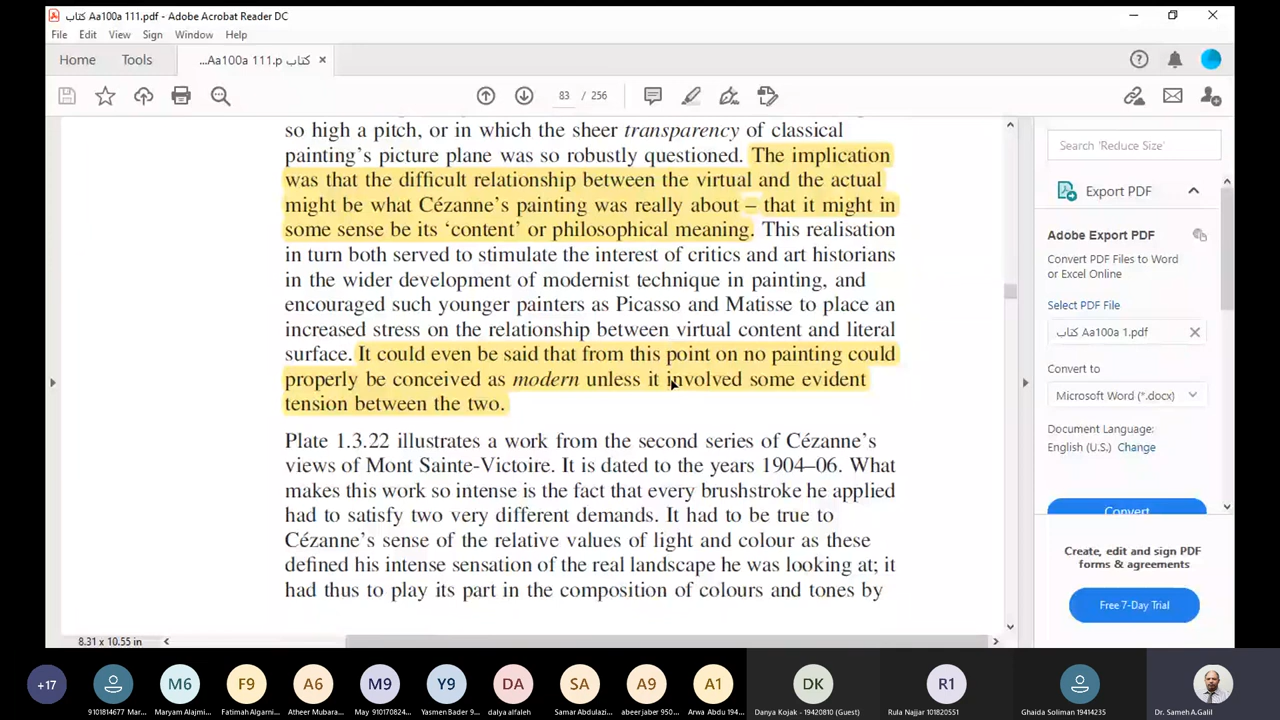 كتاب Aa100a 111.pdf - Adobe Acrobat Reader DC
File Edit View Sign Window Help
Home Tools ...Aa100a 111.p كتاب ×
83 / 256
so high a pitch, or in which the sheer transparency of classical
painting's picture plane was so robustly questioned. The implication
was that the difficult relationship between the virtual and the actual
might be what Cézanne's painting was really about – that it might in
some sense be its ‘content’ or philosophical meaning. This realisation
in turn both served to stimulate the interest of critics and art historians
in the wider development of modernist technique in painting, and
encouraged such younger painters as Picasso and Matisse to place an
increased stress on the relationship between virtual content and literal
surface. It could even be said that from this point on no painting could
properly be conceived as modern unless it involved some evident
tension between the two.
Plate 1.3.22 illustrates a work from the second series of Cézanne's
views of Mont Sainte-Victoire. It is dated to the years 1904–06. What
makes this work so intense is the fact that every brushstroke he applied
had to satisfy two very different demands. It had to be true to
Cézanne's sense of the relative values of light and colour as these
defined his intense sensation of the real landscape he was looking at; it
had thus to play its part in the composition of colours and tones by
8.31 x 10.55 in
Search 'Reduce Size'
Export PDF
Adobe Export PDF
Convert PDF Files to Word
or Excel Online
Select PDF File
كتاب Aa100a 1.pdf
Convert to
Microsoft Word (*.docx)
Document Language:
English (U.S.) Change
Convert
Create, edit and sign PDF
forms & agreements
Free 7-Day Trial
+17 M6 F9 A6 M9 Y9 DA SA A9 A1 DK R1
9101814677 Mar... Maryam Alajmi... Fatimah Algarni... Atheer Mubara... May 910170824... Yasmen Bader 9... dalya alfaleh Samar Abdulazi... abeer jaber 950... Arwa Abdu 194... Danya Kojak - 19420810 (Guest) Rula Najjar 101820551 Ghaida Soliman 19414235 Dr. Sameh A.Galil